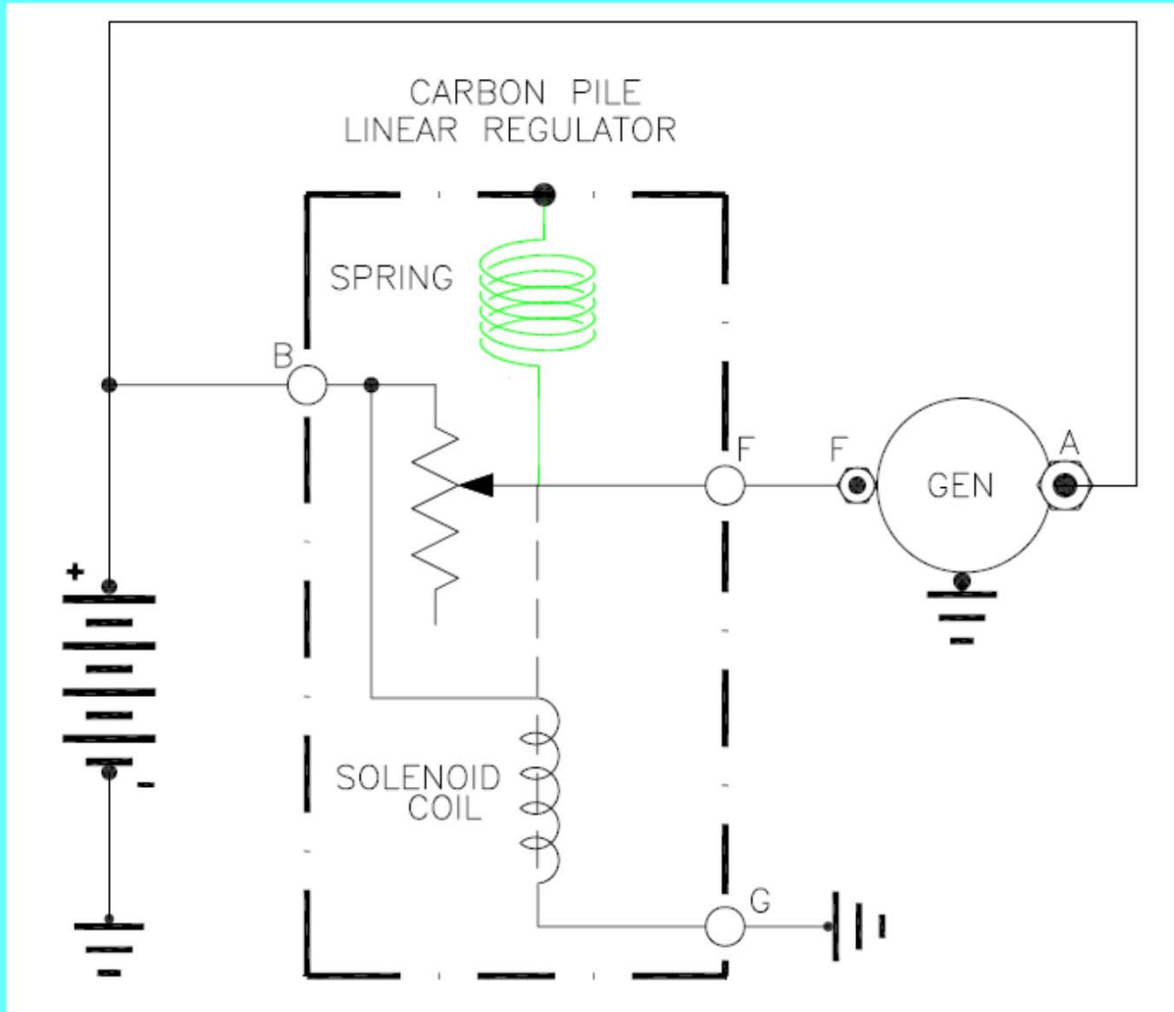 CARBON PILE
LINEAR REGULATOR
SPRING
B
F
F
A
GEN
+
-
SOLENOID
COIL
G